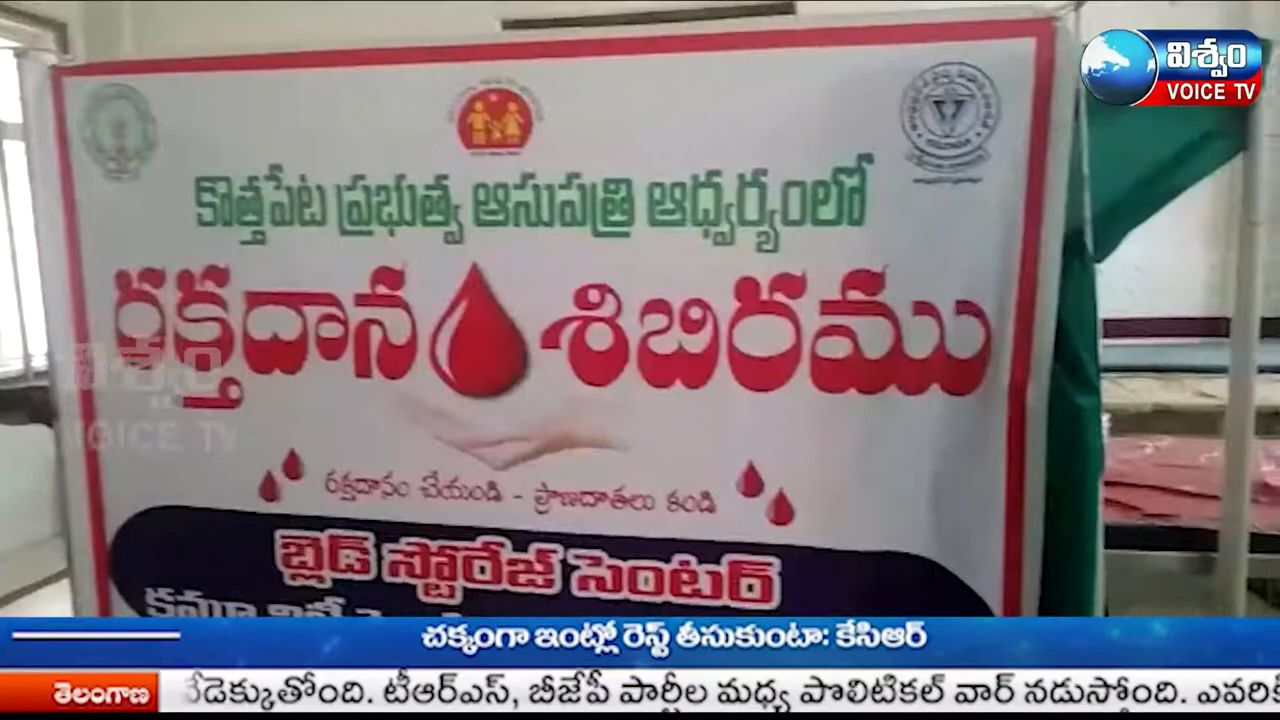 విశ్వం
VOICE TV
కొత్తపేట ప్రభుత్వ ఆసుపత్రి ఆధ్వర్యంలో
రక్తదాన శిబిరము
రక్తదానం చేయండి - ప్రాణదాతలు కండి
బ్లడ్ స్టోరేజ్ సెంటర్
చక్కంగా ఇంట్లో రెస్ట్ తీసుకుంటా: కేసిఆర్
తెలంగాణ
వేడెక్కుతోంది. టీఆర్ఎస్, బీజేపీ పార్టీల మధ్య పొలిటికల్ వార్ నడుస్తోంది.